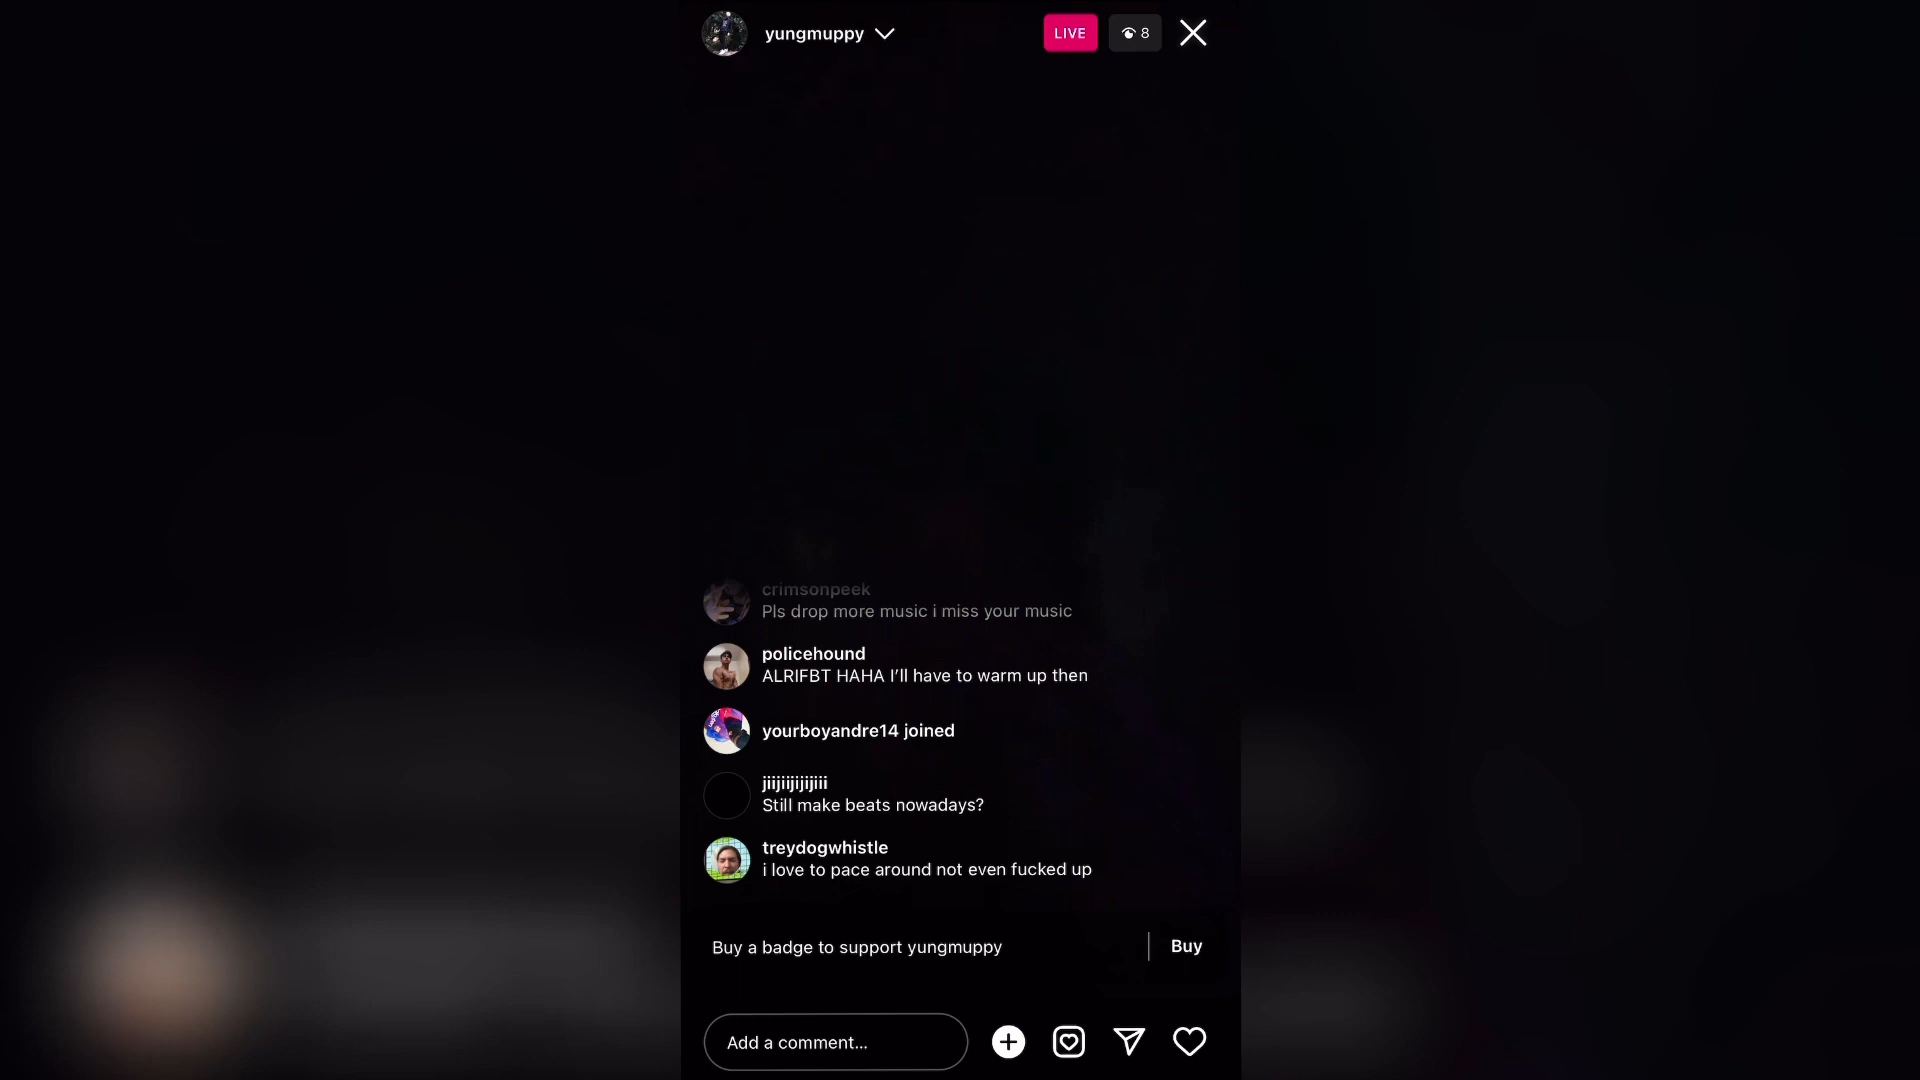 yungmuppy
LIVE
8
crimsonpeek
Pls drop more music i miss your music
policehound
ALRIFBT HAHA I’ll have to warm up then
yourboyandre14 joined
jiijiijijijiii
Still make beats nowadays?
treydogwhistle
i love to pace around not even fucked up
Buy a badge to support yungmuppy
Buy
Add a comment...